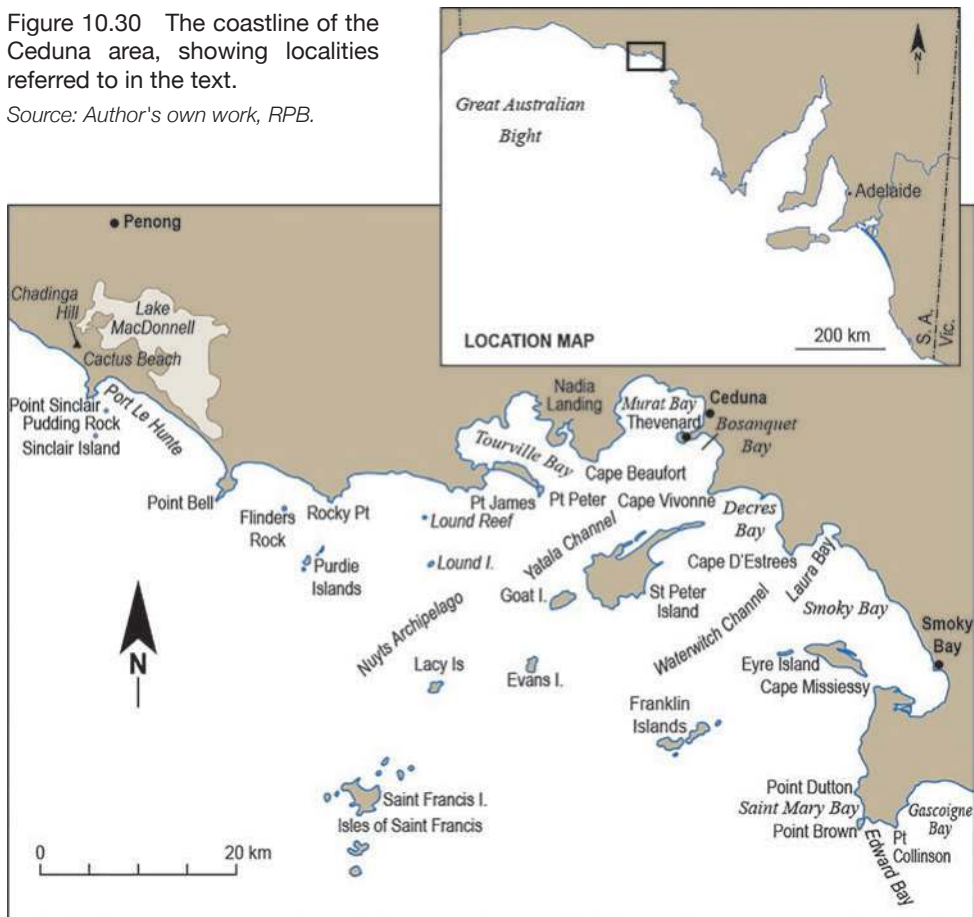 Figure 10.30 The coastline of the
Ceduna area, showing localities
referred to in the text.
Source: Author's own work, RPB.
N
Great Australian
Bight
Adelaide
LOCATION MAP
200 km
S. A.
Vic.
Penong
Chadinga
Hill
Lake
MacDonnell
Cactus Beach
Point Sinclair
Pudding Rock
Sinclair Island
Port Le Hunte
Point Bell
Flinders
Rock
Rocky Pt
Purdie
Islands
Nadia
Landing
Murat Bay
Thevenard
Ceduna
Bosanquet
Bay
Tourville Bay
Cape Beaufort
Pt James
Pt Peter
Cape Vivonne
Decres
Bay
Lound Reef
Lound I.
Yatala Channel
Goat I.
St Peter
Island
Cape D'Estrees
Laura Bay
Smoky Bay
Smoky
Bay
Nuyts Archipelago
Waterwitch Channel
Lacy Is
Evans I.
Eyre Island
Cape Missiessy
Franklin
Islands
N
Saint Francis I.
Isles of Saint Francis
Point Dutton
Saint Mary Bay
Point Brown
Edward Bay
Pt
Collinson
Gascoigne
Bay
0
20 km